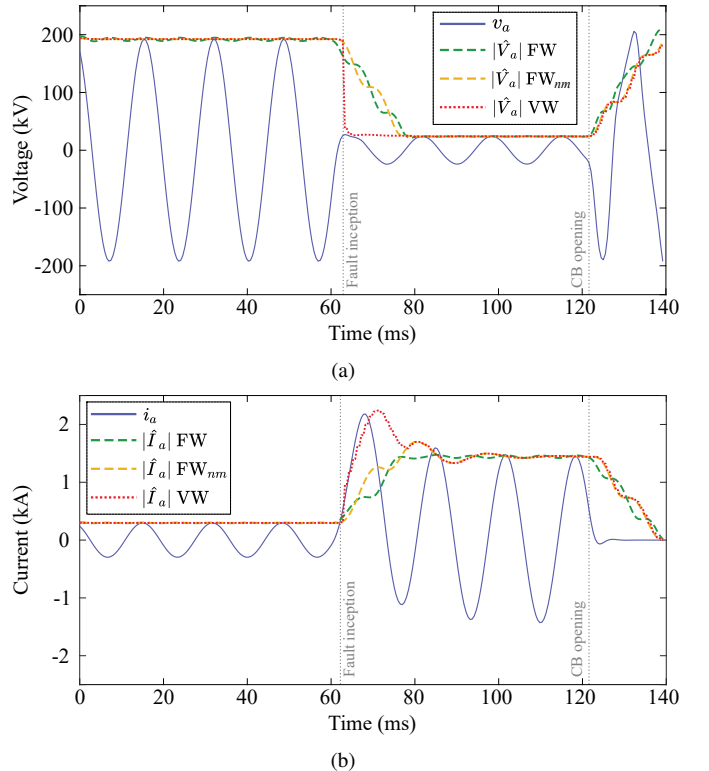 200
100
0
-100
-200
Voltage (kV)
v_a
|V̂_a| FW
|V̂_a| FW_nm
|V̂_a| VW
Fault inception
CB opening
0 20 40 60 80 100 120 140
Time (ms)
(a)
2
1
0
-1
-2
Current (kA)
i_a
|Î_a| FW
|Î_a| FW_nm
|Î_a| VW
Fault inception
CB opening
0 20 40 60 80 100 120 140
Time (ms)
(b)